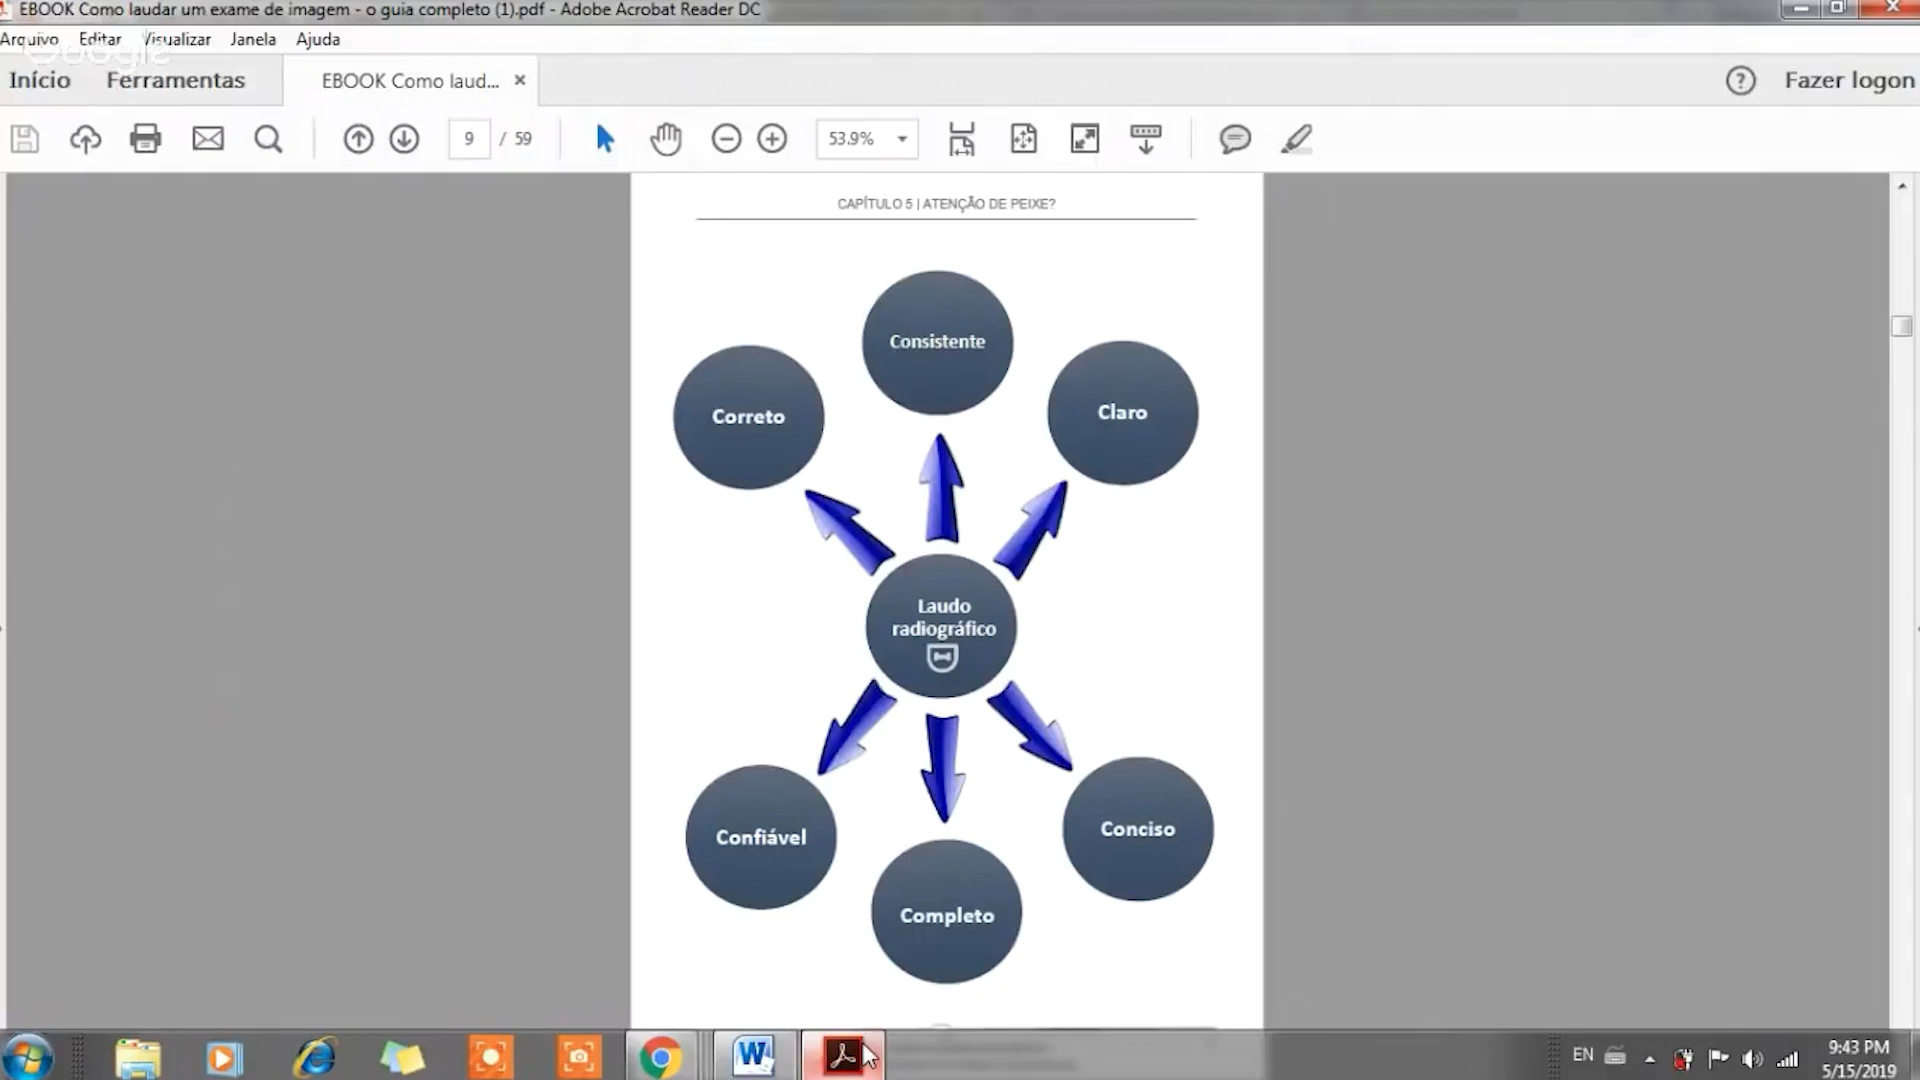 EBOOK Como laudar um exame de imagem - o guia completo (1).pdf - Adobe Acrobat Reader DC
Arquivo Editar Visualizar Janela Ajuda
Google
Início Ferramentas EBOOK Como laud... × ? Fazer logon
9 / 59 53.9%
CAPÍTULO 5 | ATENÇÃO DE PEIXE?
Consistente
Correto
Claro
Laudo
radiográfico
Confiável
Conciso
Completo
EN 9:43 PM
5/15/2019